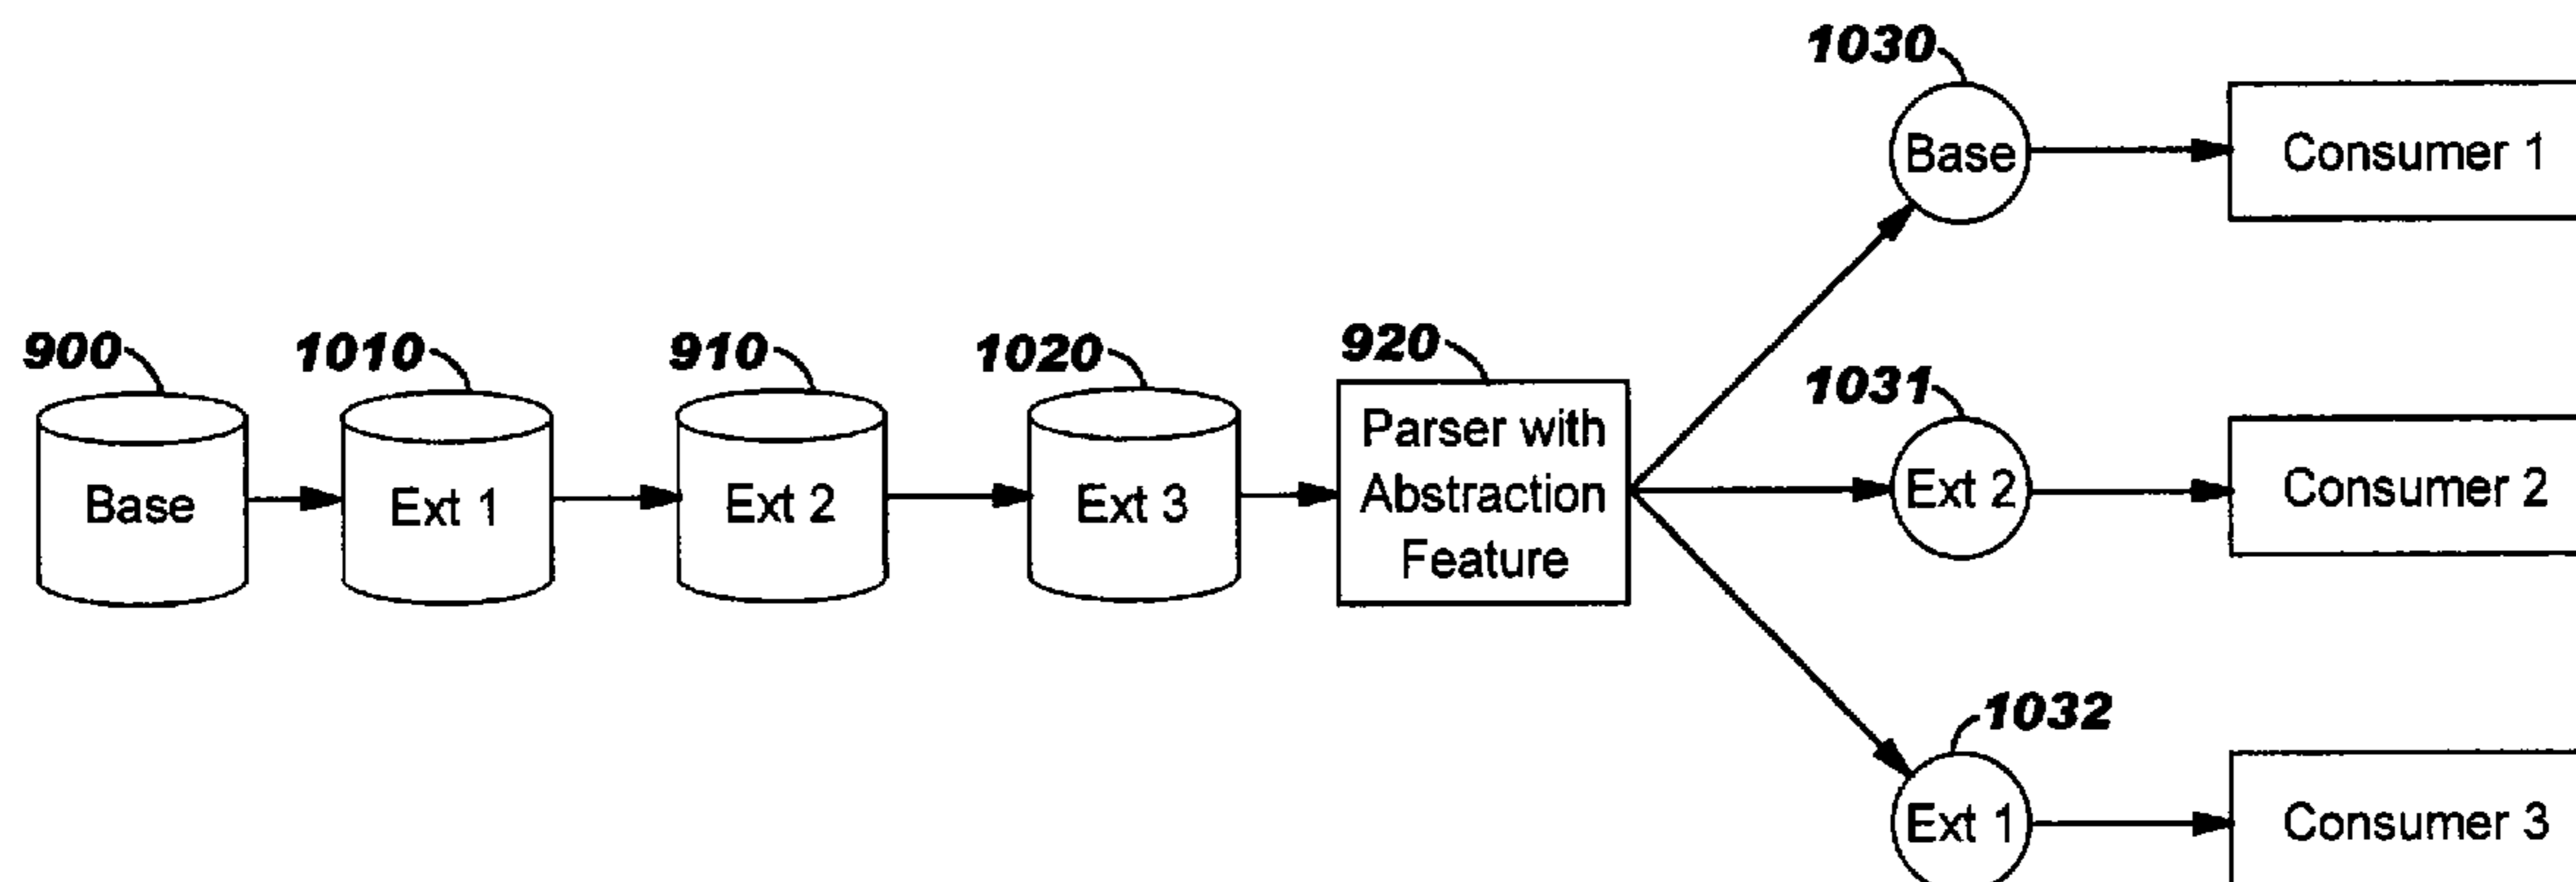 1030
Base
Consumer 1
900
1010
910
1020
920
1031
Base
Ext 1
Ext 2
Ext 3
Parser with
Abstraction
Feature
Ext 2
Consumer 2
1032
Ext 1
Consumer 3